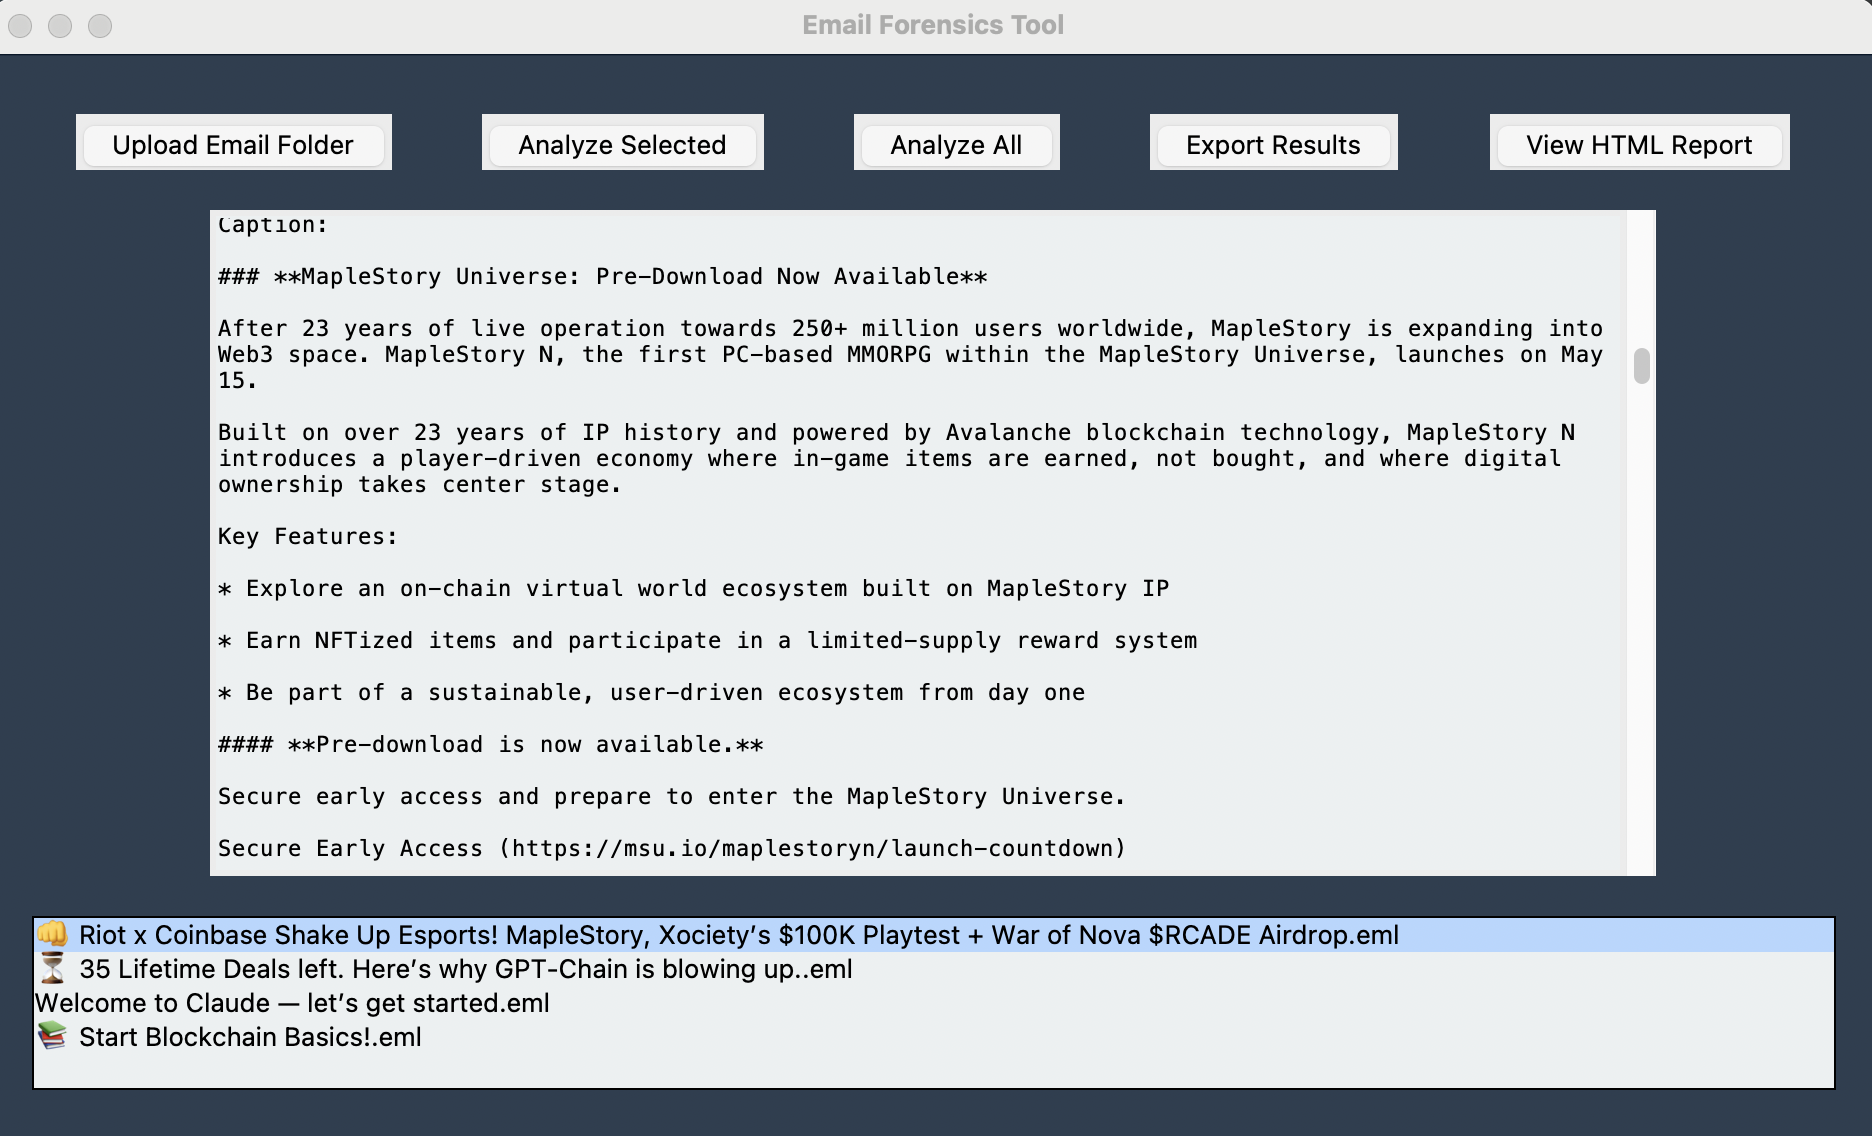 Email Forensics Tool
Upload Email Folder
Analyze Selected
Analyze All
Export Results
View HTML Report
Caption:
### **MapleStory Universe: Pre-Download Now Available**
After 23 years of live operation towards 250+ million users worldwide, MapleStory is expanding into
Web3 space. MapleStory N, the first PC-based MMORPG within the MapleStory Universe, launches on May
15.
Built on over 23 years of IP history and powered by Avalanche blockchain technology, MapleStory N
introduces a player-driven economy where in-game items are earned, not bought, and where digital
ownership takes center stage.
Key Features:
* Explore an on-chain virtual world ecosystem built on MapleStory IP
* Earn NFTized items and participate in a limited-supply reward system
* Be part of a sustainable, user-driven ecosystem from day one
#### **Pre-download is now available.**
Secure early access and prepare to enter the MapleStory Universe.
Secure Early Access (https://msu.io/maplestoryn/launch-countdown)
👊 Riot x Coinbase Shake Up Esports! MapleStory, Xociety’s $100K Playtest + War of Nova $RCADE Airdrop.eml
⏳ 35 Lifetime Deals left. Here’s why GPT-Chain is blowing up..eml
Welcome to Claude — let’s get started.eml
📚 Start Blockchain Basics!.eml